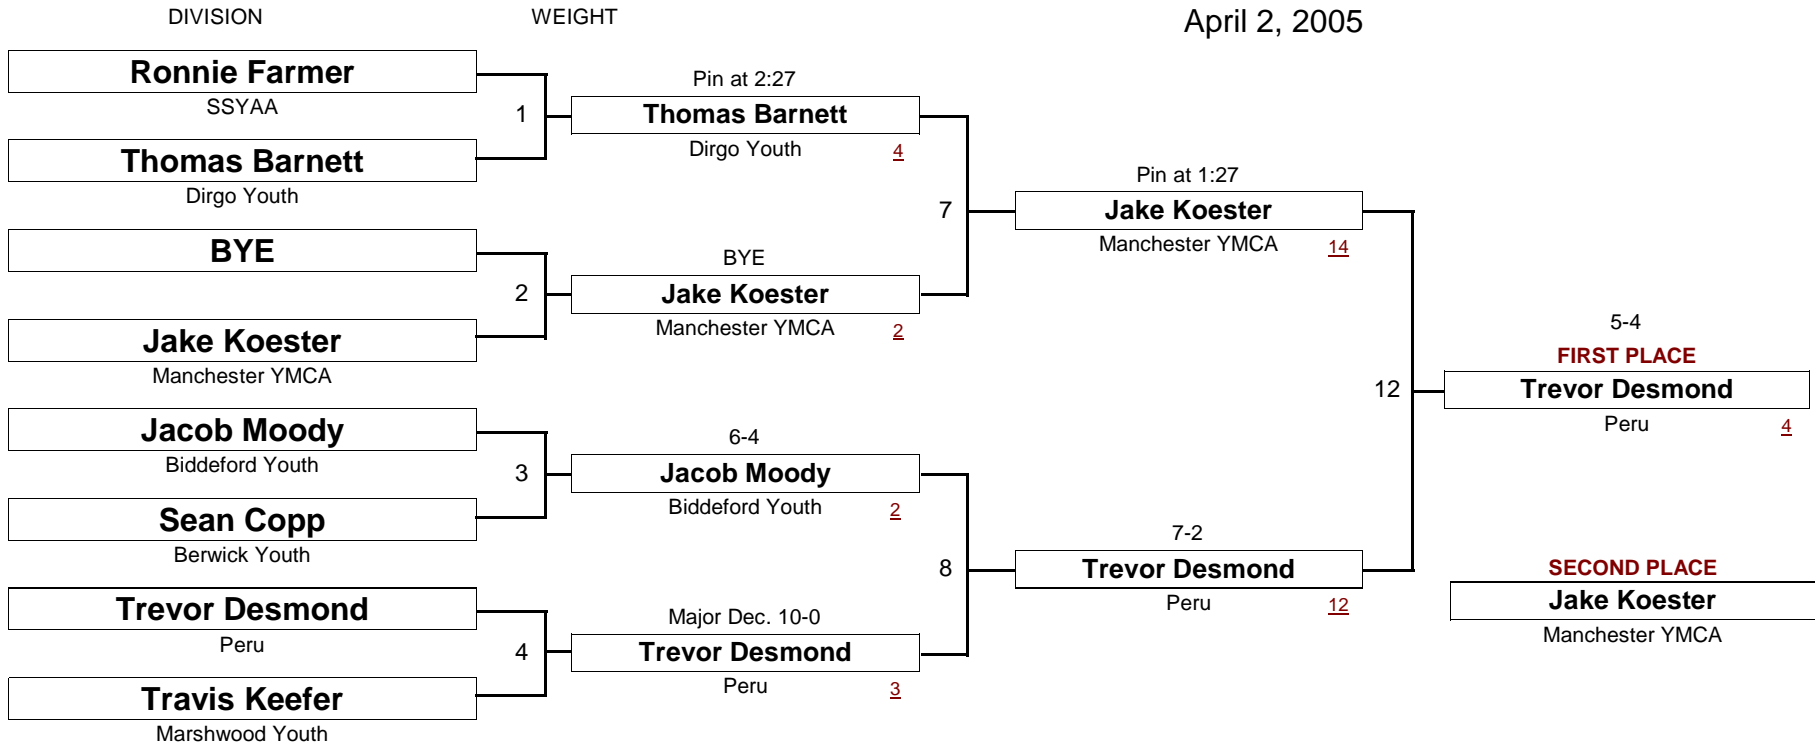 DIVISION WEIGHT April 2, 2005
Ronnie Farmer
SSYAA
1
Thomas Barnett
Dirgo Youth
BYE
2
Jake Koester
Manchester YMCA
Jacob Moody
Biddeford Youth
3
Sean Copp
Berwick Youth
Trevor Desmond
Peru
4
Travis Keefer
Marshwood Youth
Pin at 2:27
Thomas Barnett
Dirgo Youth 4
7
BYE
Jake Koester
Manchester YMCA 2
6-4
Jacob Moody
Biddeford Youth 2
8
Major Dec. 10-0
Trevor Desmond
Peru 3
Pin at 1:27
Jake Koester
Manchester YMCA 14
12
7-2
Trevor Desmond
Peru 12
5-4
FIRST PLACE
Trevor Desmond
Peru 4
SECOND PLACE
Jake Koester
Manchester YMCA